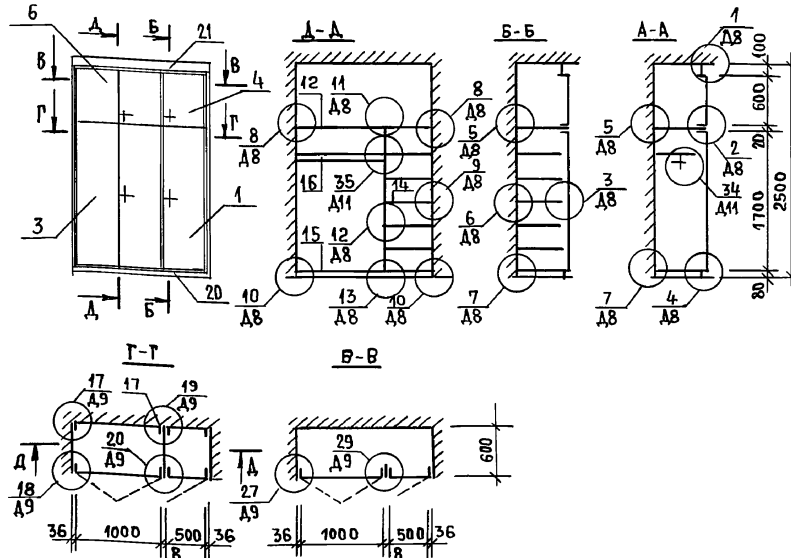 6
Д
Б
21
В
В
4
Г
Г
3
1
20
Д
Б
Д-Д
12
11
Д8
8
Д8
8
Д8
9
Д8
16
35
Д11
14
15
12
Д8
10
Д8
13
Д8
10
Д8
Б-Б
5
Д8
3
Д8
6
Д8
7
Д8
А-А
1
Д8
5
Д8
2
Д8
34
Д11
7
Д8
4
Д8
100
600
20
1700
80
2500
Г-Г
17
Д9
17
19
Д9
20
Д9
Д
Д
18
Д9
36
1000
500
36
8
В-В
29
Д9
27
Д9
600
36
1000
500
36
8